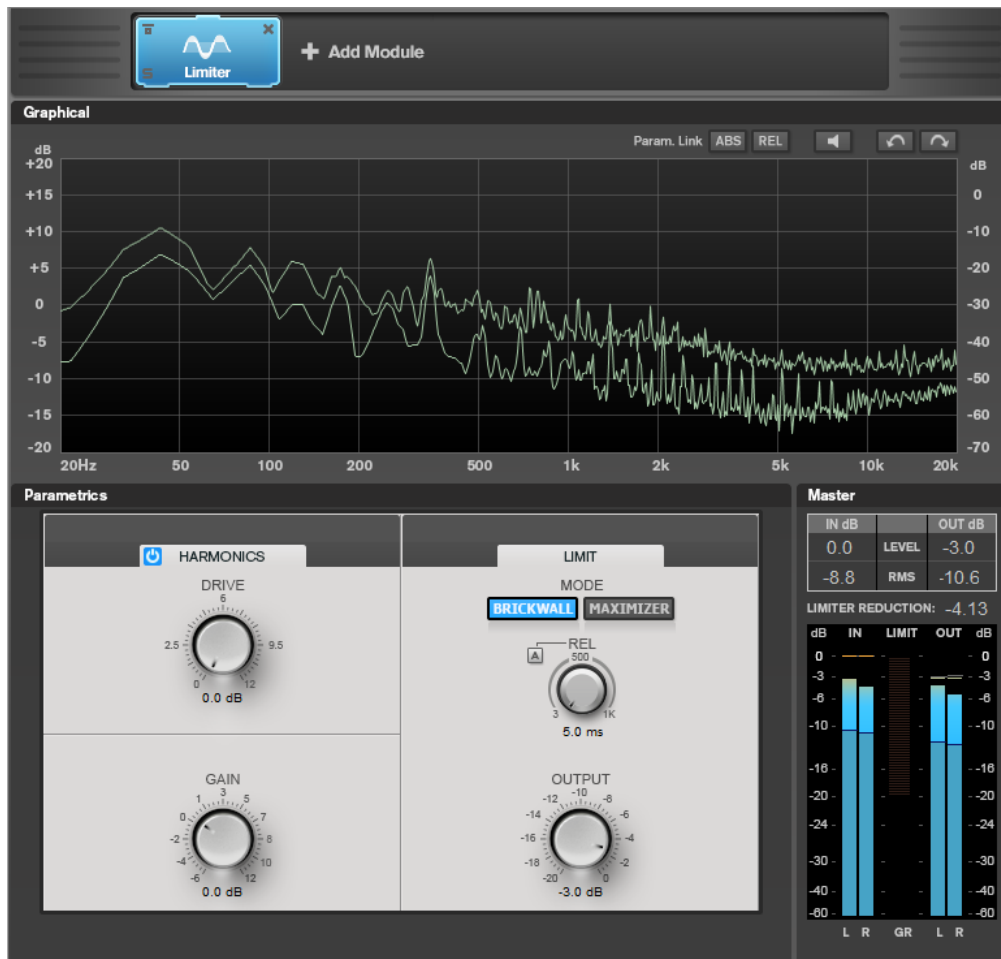 S
Limiter
+ Add Module
Graphical
Param. Link ABS REL
dB
+20
+15
+10
+5
0
-5
-10
-15
-20
dB
0
-10
-20
-30
-40
-50
-60
-70
20Hz 50 100 200 500 1k 2k 5k 10k 20k
Parametrics
HARMONICS
DRIVE
6
2.5 9.5
0 12
0.0 dB
GAIN
3
1 5
0 7
-2 8
-4 10
-6 12
0.0 dB
LIMIT
MODE
BRICKWALL MAXIMIZER
A REL
500
3 1K
5.0 ms
OUTPUT
-10
-12 -8
-14 -6
-16 -4
-18 -2
-20 0
-3.0 dB
Master
IN dB OUT dB
0.0 LEVEL -3.0
-8.8 RMS -10.6
LIMITER REDUCTION: -4.13
dB IN LIMIT OUT dB
0 0
-3 -3
-6 -6
-10 -10
-16 -16
-20 -20
-24 -24
-30 -30
-40 -40
-60 -60
L R GR L R